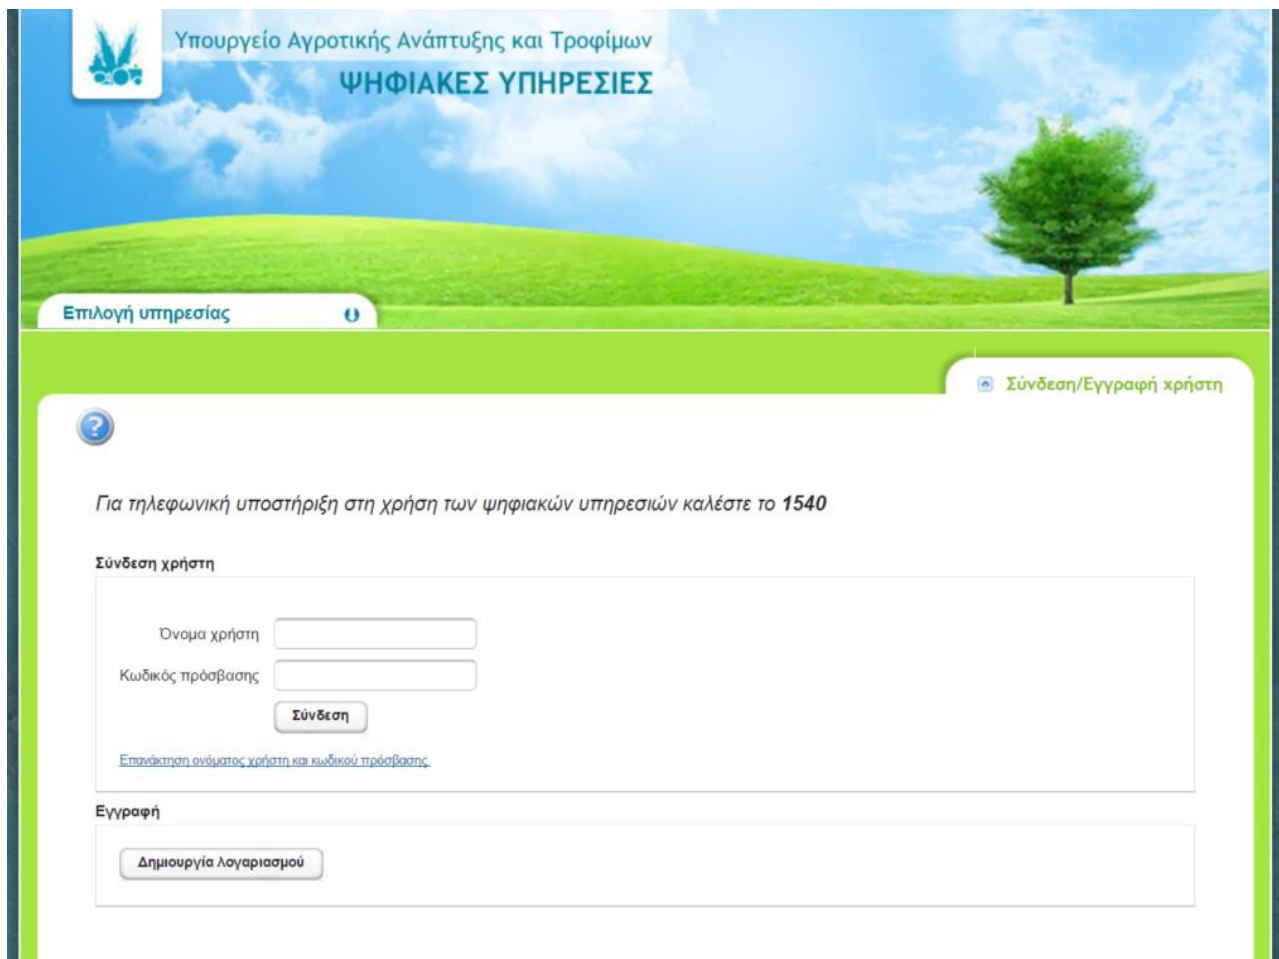 Υπουργείο Αγροτικής Ανάπτυξης και Τροφίμων
ΨΗΦΙΑΚΕΣ ΥΠΗΡΕΣΙΕΣ
Επιλογή υπηρεσίας
Σύνδεση/Εγγραφή χρήστη
Για τηλεφωνική υποστήριξη στη χρήση των ψηφιακών υπηρεσιών καλέστε το 1540
Σύνδεση χρήστη
Όνομα χρήστη
Κωδικός πρόσβασης
Σύνδεση
Επανάκτηση ονόματος χρήστη και κωδικού πρόσβασης.
Εγγραφή
Δημιουργία λογαριασμού